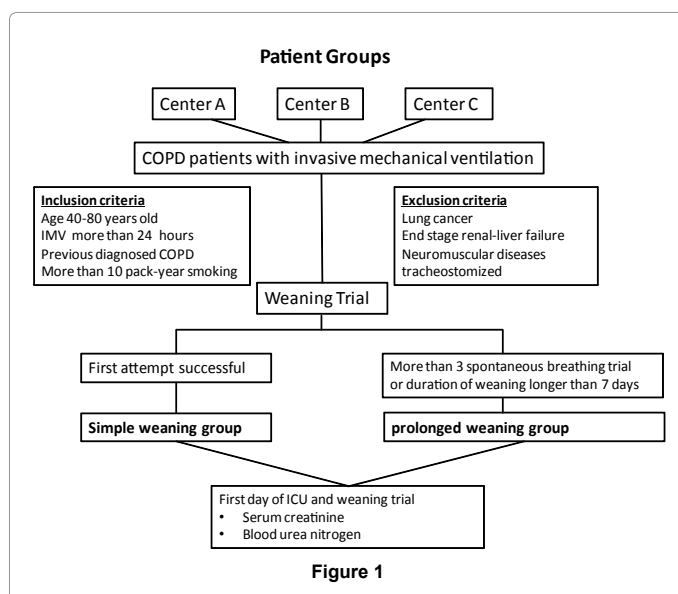 Patient Groups
Center A
Center B
Center C
COPD patients with invasive mechanical ventilation
Inclusion criteria
Age 40-80 years old
IMV more than 24 hours
Previous diagnosed COPD
More than 10 pack-year smoking
Exclusion criteria
Lung cancer
End stage renal-liver failure
Neuromuscular diseases
tracheostomized
Weaning Trial
First attempt successful
More than 3 spontaneous breathing trial
or duration of weaning longer than 7 days
Simple weaning group
prolonged weaning group
First day of ICU and weaning trial
• Serum creatinine
• Blood urea nitrogen
Figure 1